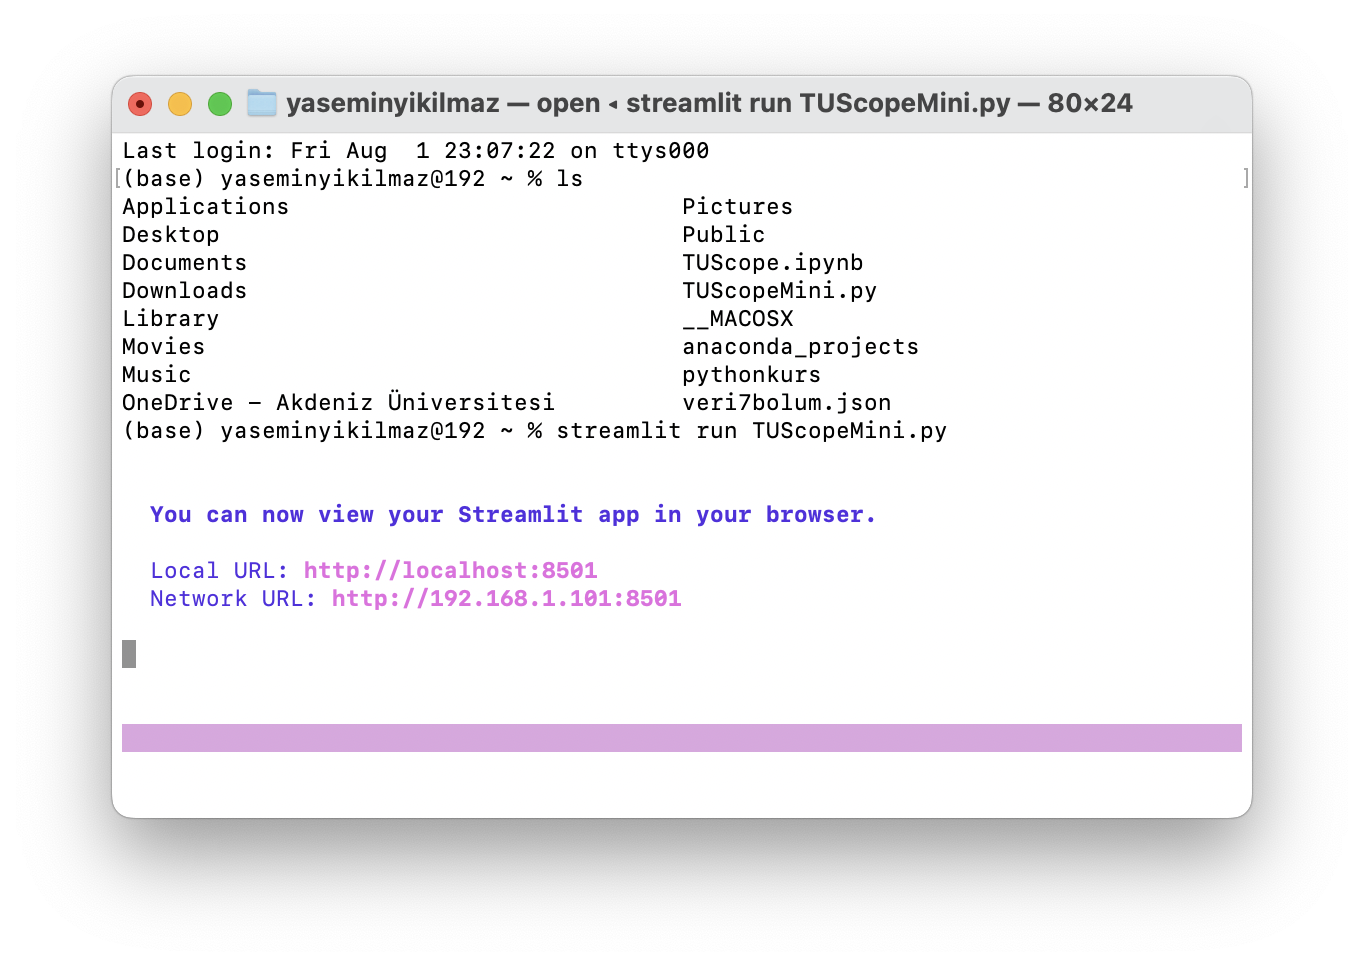 yaseminyikilmaz — open ◂ streamlit run TUScopeMini.py — 80×24
Last login: Fri Aug  1 23:07:22 on ttys000
[(base) yaseminyikilmaz@192 ~ % ls ]
Applications Pictures
Desktop Public
Documents TUScope.ipynb
Downloads TUScopeMini.py
Library __MACOSX
Movies anaconda_projects
Music pythonkurs
OneDrive – Akdeniz Üniversitesi veri7bolum.json
(base) yaseminyikilmaz@192 ~ % streamlit run TUScopeMini.py
You can now view your Streamlit app in your browser.
Local URL: http://localhost:8501
Network URL: http://192.168.1.101:8501